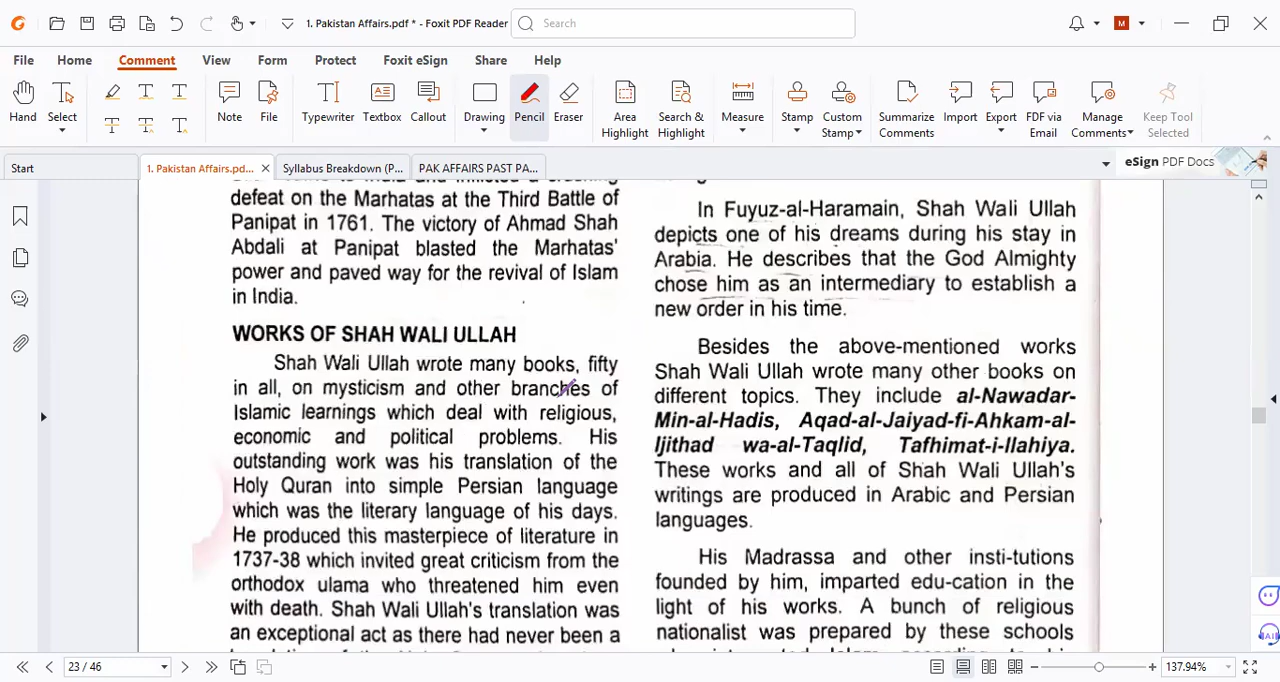 1. Pakistan Affairs.pdf * - Foxit PDF Reader
Search
M
File
Home
Comment
View
Form
Protect
Foxit eSign
Share
Help
Hand
Select
Note
File
Typewriter
Textbox
Callout
Drawing
Pencil
Eraser
Area
Highlight
Search &
Highlight
Measure
Stamp
Custom
Stamp
Summarize
Comments
Import
Export
FDF via
Email
Manage
Comments
Keep Tool
Selected
Start
1. Pakistan Affairs.pd...
Syllabus Breakdown (P...
PAK AFFAIRS PAST PA...
eSign PDF Docs
defeat on the Marhatas at the Third Battle of
Panipat in 1761. The victory of Ahmad Shah
Abdali at Panipat blasted the Marhatas'
power and paved way for the revival of Islam
in India.
WORKS OF SHAH WALI ULLAH
Shah Wali Ullah wrote many books, fifty
in all, on mysticism and other branches of
Islamic learnings which deal with religious,
economic and political problems. His
outstanding work was his translation of the
Holy Quran into simple Persian language
which was the literary language of his days.
He produced this masterpiece of literature in
1737-38 which invited great criticism from the
orthodox ulama who threatened him even
with death. Shah Wali Ullah's translation was
an exceptional act as there had never been a
In Fuyuz-al-Haramain, Shah Wali Ullah
depicts one of his dreams during his stay in
Arabia. He describes that the God Almighty
chose him as an intermediary to establish a
new order in his time.
Besides the above-mentioned works
Shah Wali Ullah wrote many other books on
different topics. They include al-Nawadar-
Min-al-Hadis, Aqad-al-Jaiyad-fi-Ahkam-al-
Ijtihad wa-al-Taqlid, Tafhimat-i-Ilahiya.
These works and all of Shah Wali Ullah's
writings are produced in Arabic and Persian
languages.
His Madrassa and other insti-tutions
founded by him, imparted edu-cation in the
light of his works. A bunch of religious
nationalist was prepared by these schools
23 / 46
137.94%